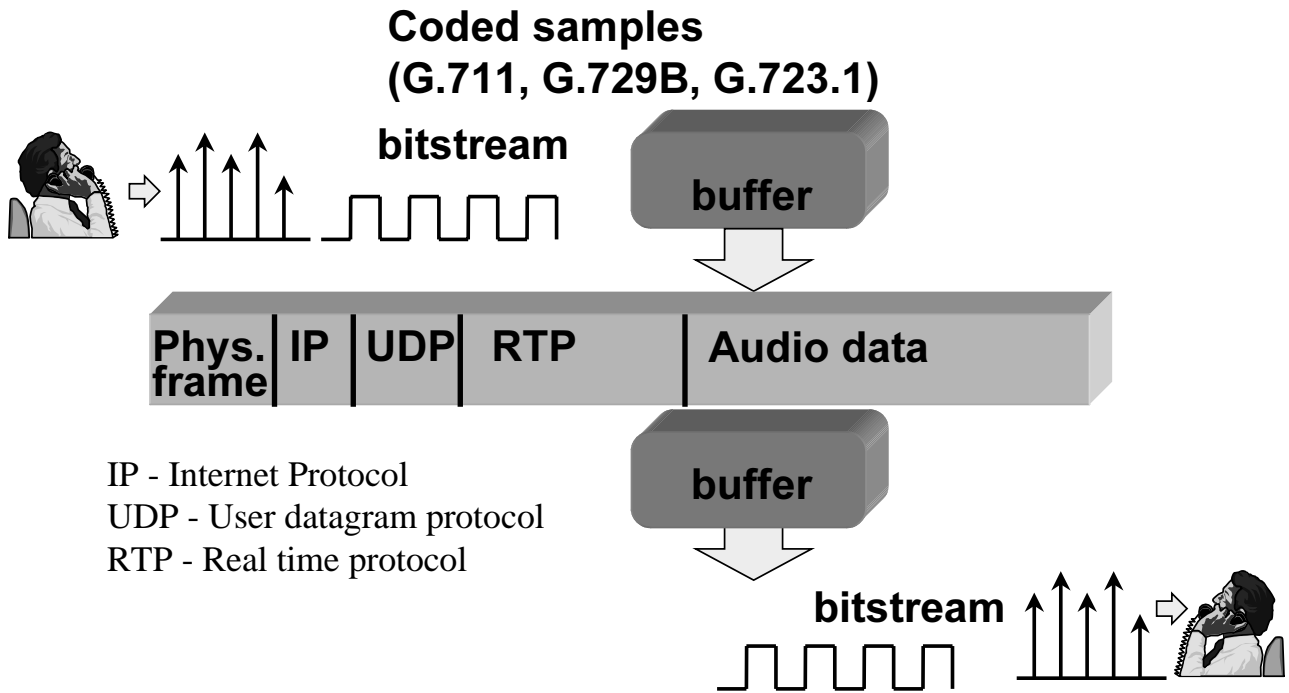 Coded samples
(G.711, G.729B, G.723.1)
bitstream
buffer
Phys. frame
IP
UDP
RTP
Audio data
IP - Internet Protocol
UDP - User datagram protocol
RTP - Real time protocol
buffer
bitstream